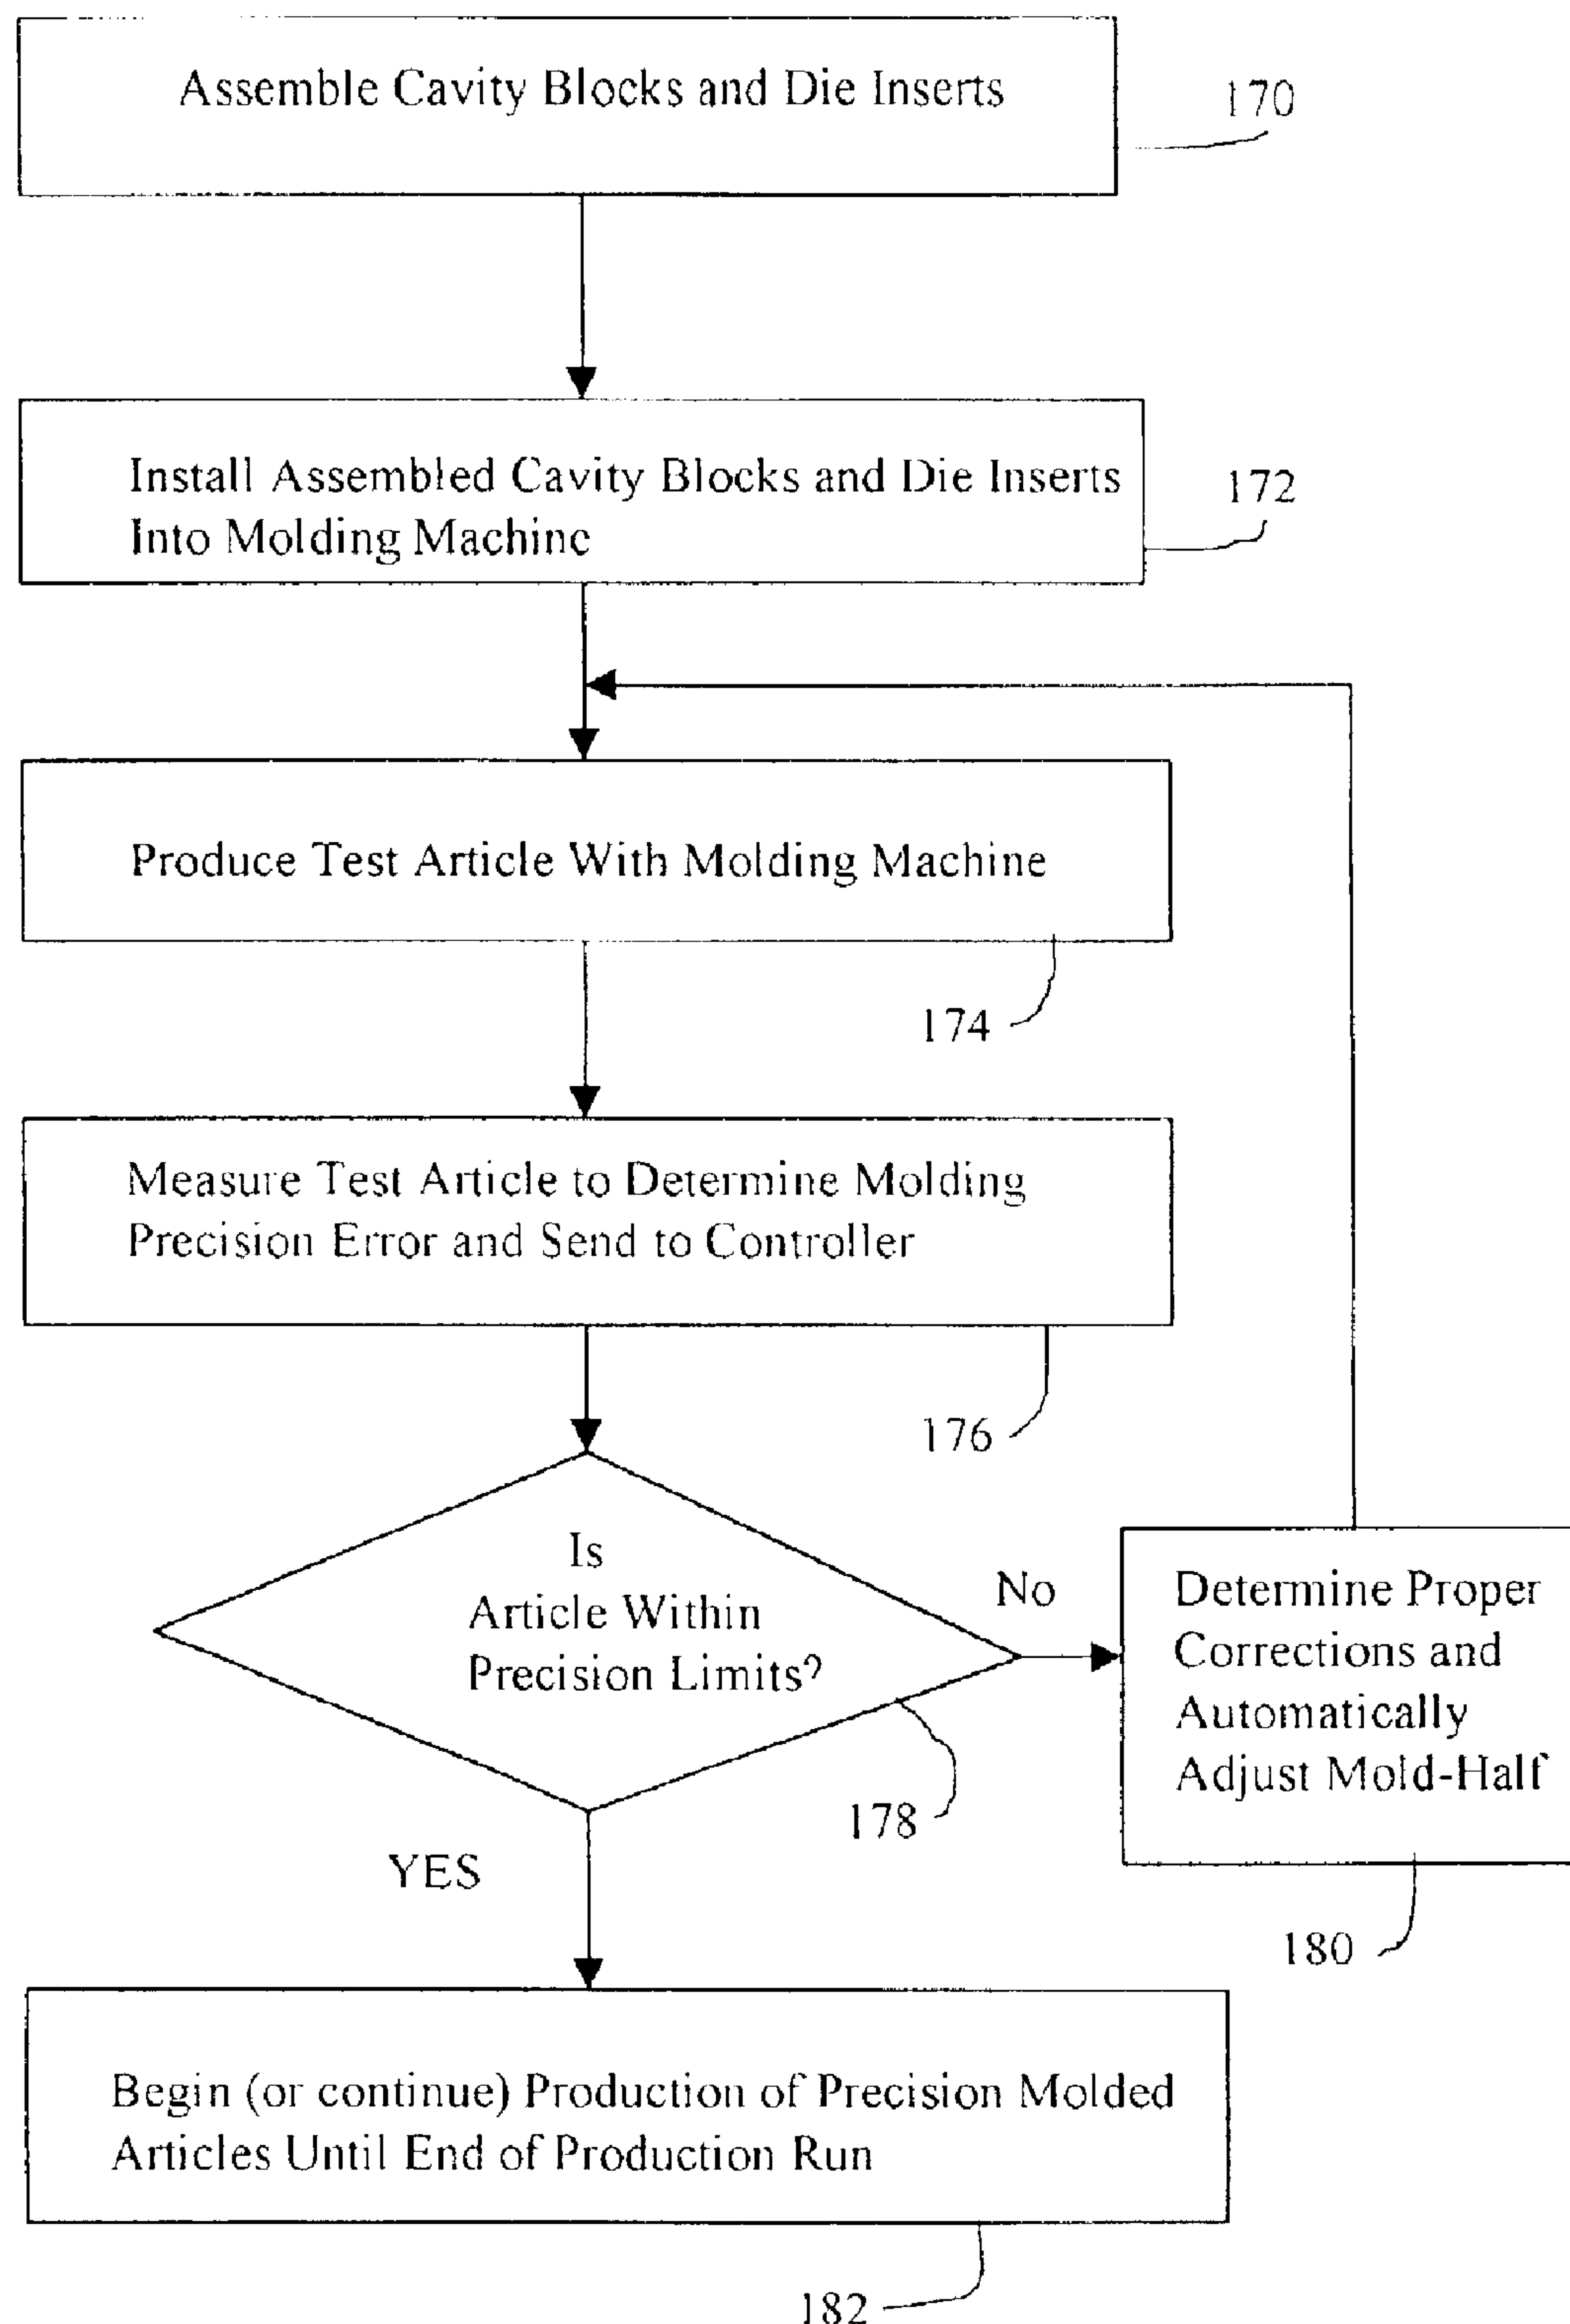 Assemble Cavity Blocks and Die Inserts
170
Install Assembled Cavity Blocks and Die Inserts
Into Molding Machine
172
Produce Test Article With Molding Machine
174
Measure Test Article to Determine Molding
Precision Error and Send to Controller
176
Is
Article Within
Precision Limits?
178
No
Determine Proper
Corrections and
Automatically
Adjust Mold-Half
180
YES
Begin (or continue) Production of Precision Molded
Articles Until End of Production Run
182